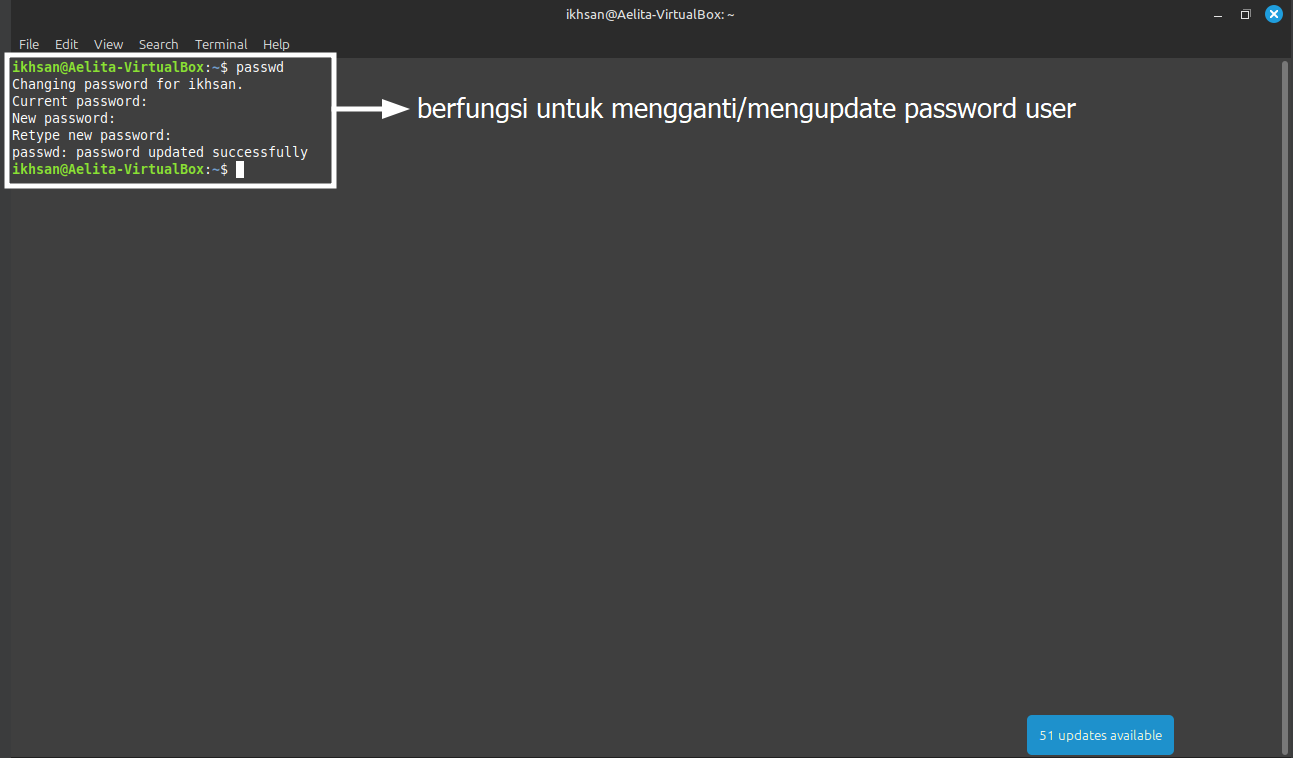 ikhsan@Aelita-VirtualBox: ~
File Edit View Search Terminal Help
ikhsan@Aelita-VirtualBox:~$ passwd
Changing password for ikhsan.
Current password:
New password:
Retype new password:
passwd: password updated successfully
ikhsan@Aelita-VirtualBox:~$
berfungsi untuk mengganti/mengupdate password user
51 updates available